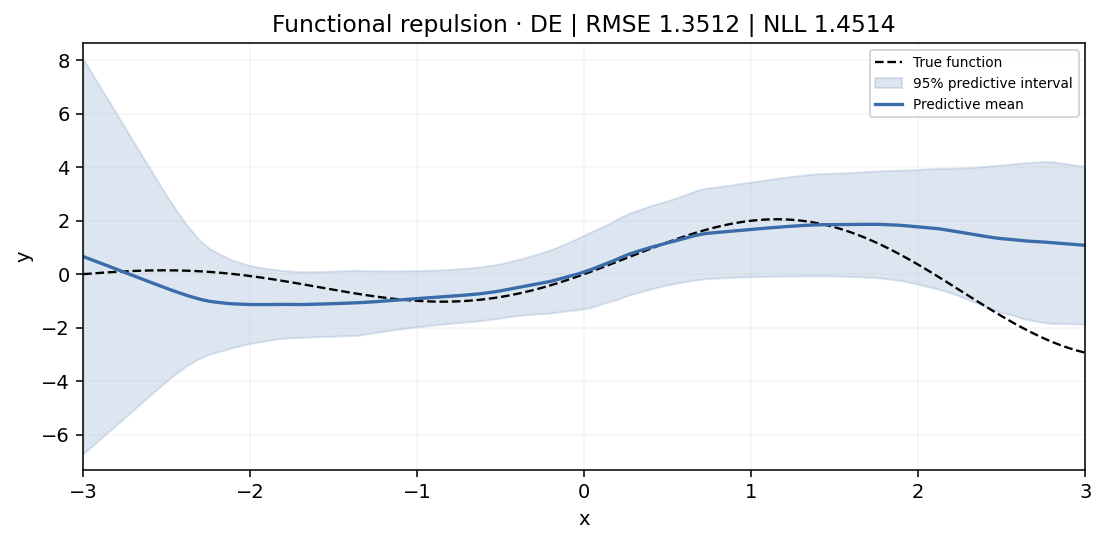 Functional repulsion · DE | RMSE 1.3512 | NLL 1.4514
True function
95% predictive interval
Predictive mean
8
6
4
2
0
−2
−4
−6
y
−3
−2
−1
0
1
2
3
x